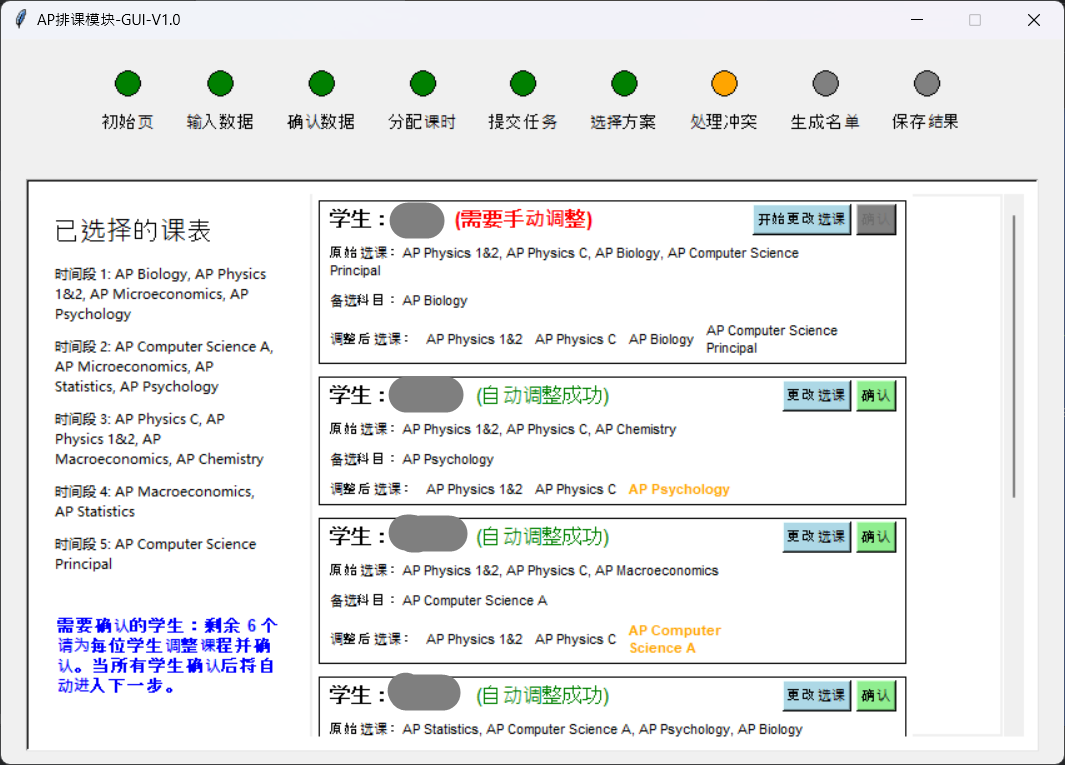 AP排课模块-GUI-V1.0
初始页 输入数据 确认数据 分配课时 提交任务 选择方案 处理冲突 生成名单 保存结果
已选择的课表
时间段 1: AP Biology, AP Physics
1&2, AP Microeconomics, AP
Psychology
时间段 2: AP Computer Science A,
AP Microeconomics, AP
Statistics, AP Psychology
时间段 3: AP Physics C, AP
Physics 1&2, AP
Macroeconomics, AP Chemistry
时间段 4: AP Macroeconomics,
AP Statistics
时间段 5: AP Computer Science
Principal
需要确认的学生：剩余 6 个
请为每位学生调整课程并确
认。当所有学生确认后将自
动进入下一步。
学生： (需要手动调整) 开始更改选课 确认
原始选课： AP Physics 1&2, AP Physics C, AP Biology, AP Computer Science
Principal
备选科目： AP Biology
调整后选课： AP Physics 1&2 AP Physics C AP Biology AP Computer Science
Principal
学生： (自动调整成功) 更改选课 确认
原始选课： AP Physics 1&2, AP Physics C, AP Chemistry
备选科目： AP Psychology
调整后选课： AP Physics 1&2 AP Physics C AP Psychology
学生： (自动调整成功) 更改选课 确认
原始选课： AP Physics 1&2, AP Physics C, AP Macroeconomics
备选科目： AP Computer Science A
调整后选课： AP Physics 1&2 AP Physics C AP Computer
Science A
学生： (自动调整成功) 更改选课 确认
原始选课： AP Statistics, AP Computer Science A, AP Psychology, AP Biology